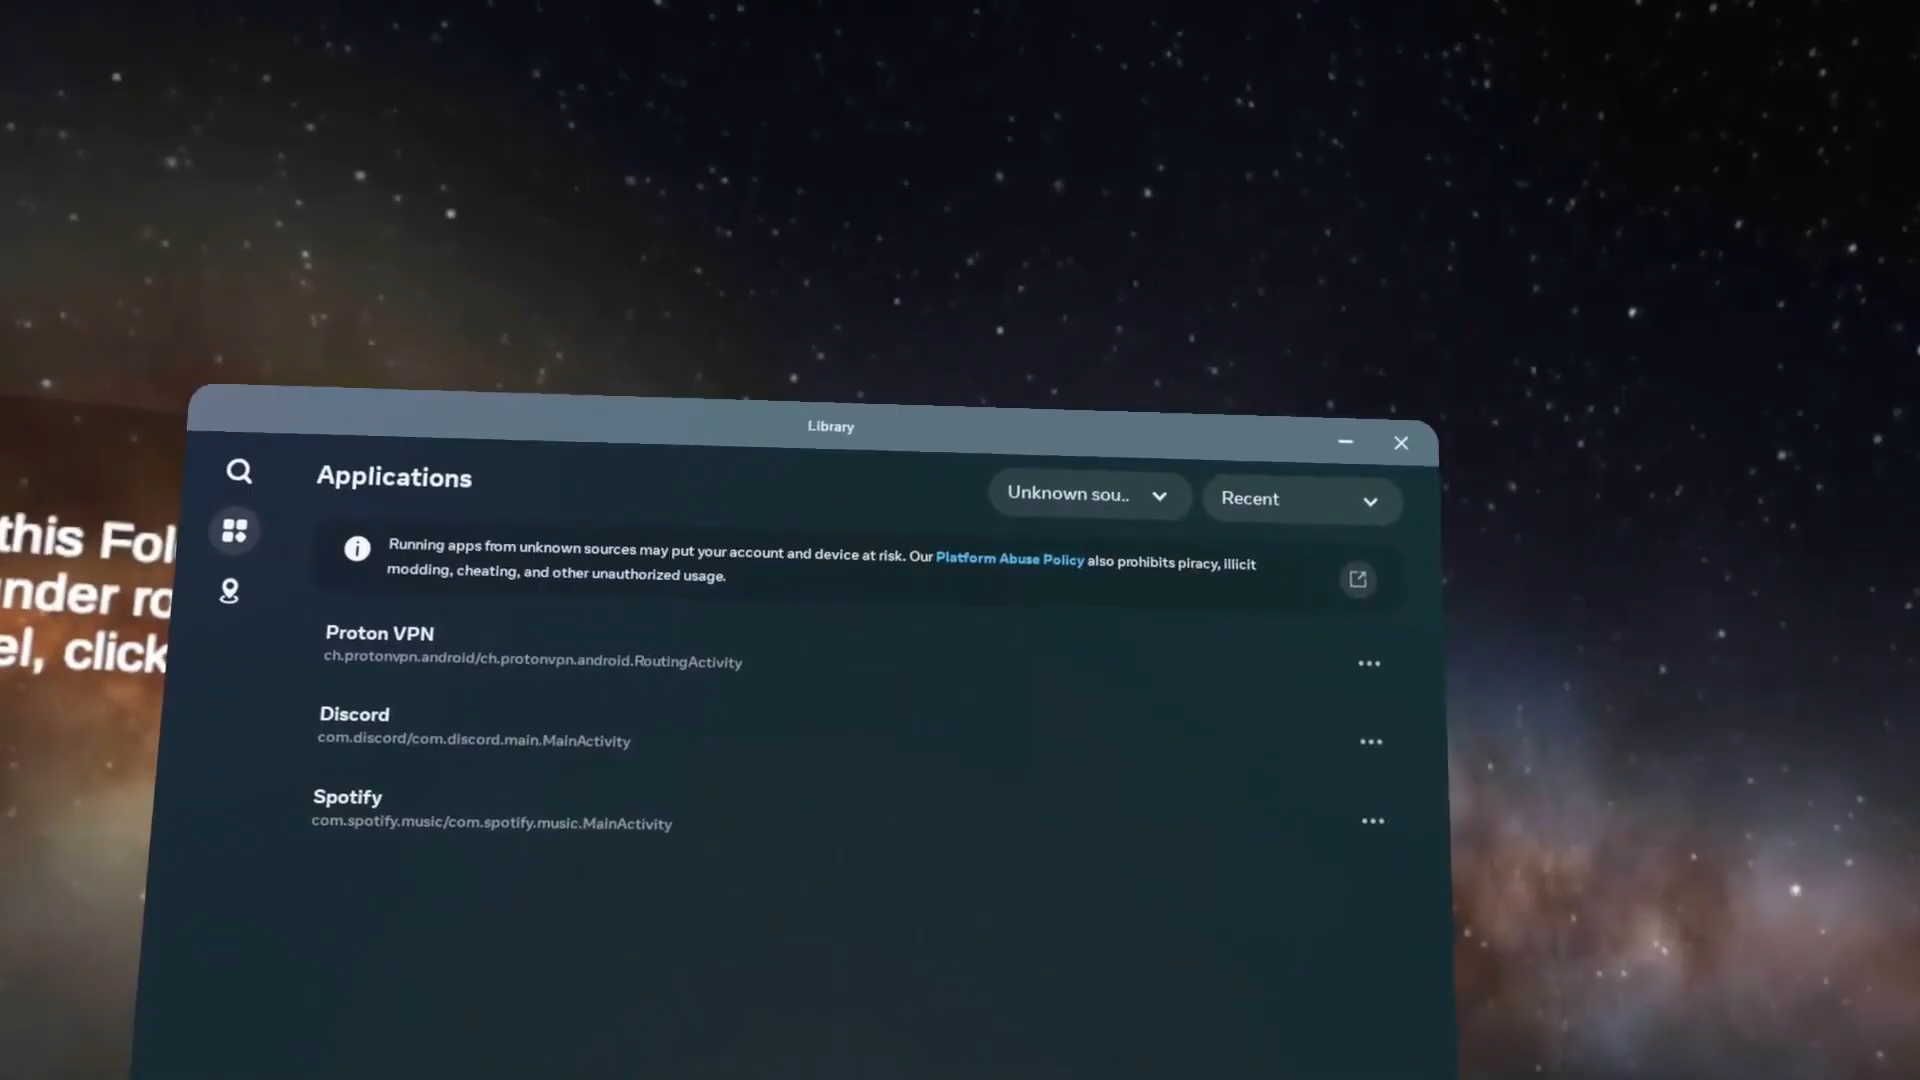 Library
Applications
Unknown sou..
Recent
Running apps from unknown sources may put your account and device at risk. Our Platform Abuse Policy also prohibits piracy, illicit
modding, cheating, and other unauthorized usage.
Proton VPN
ch.protonvpn.android/ch.protonvpn.android.RoutingActivity
Discord
com.discord/com.discord.main.MainActivity
Spotify
com.spotify.music/com.spotify.music.MainActivity
this Fol
nder ro
el, click